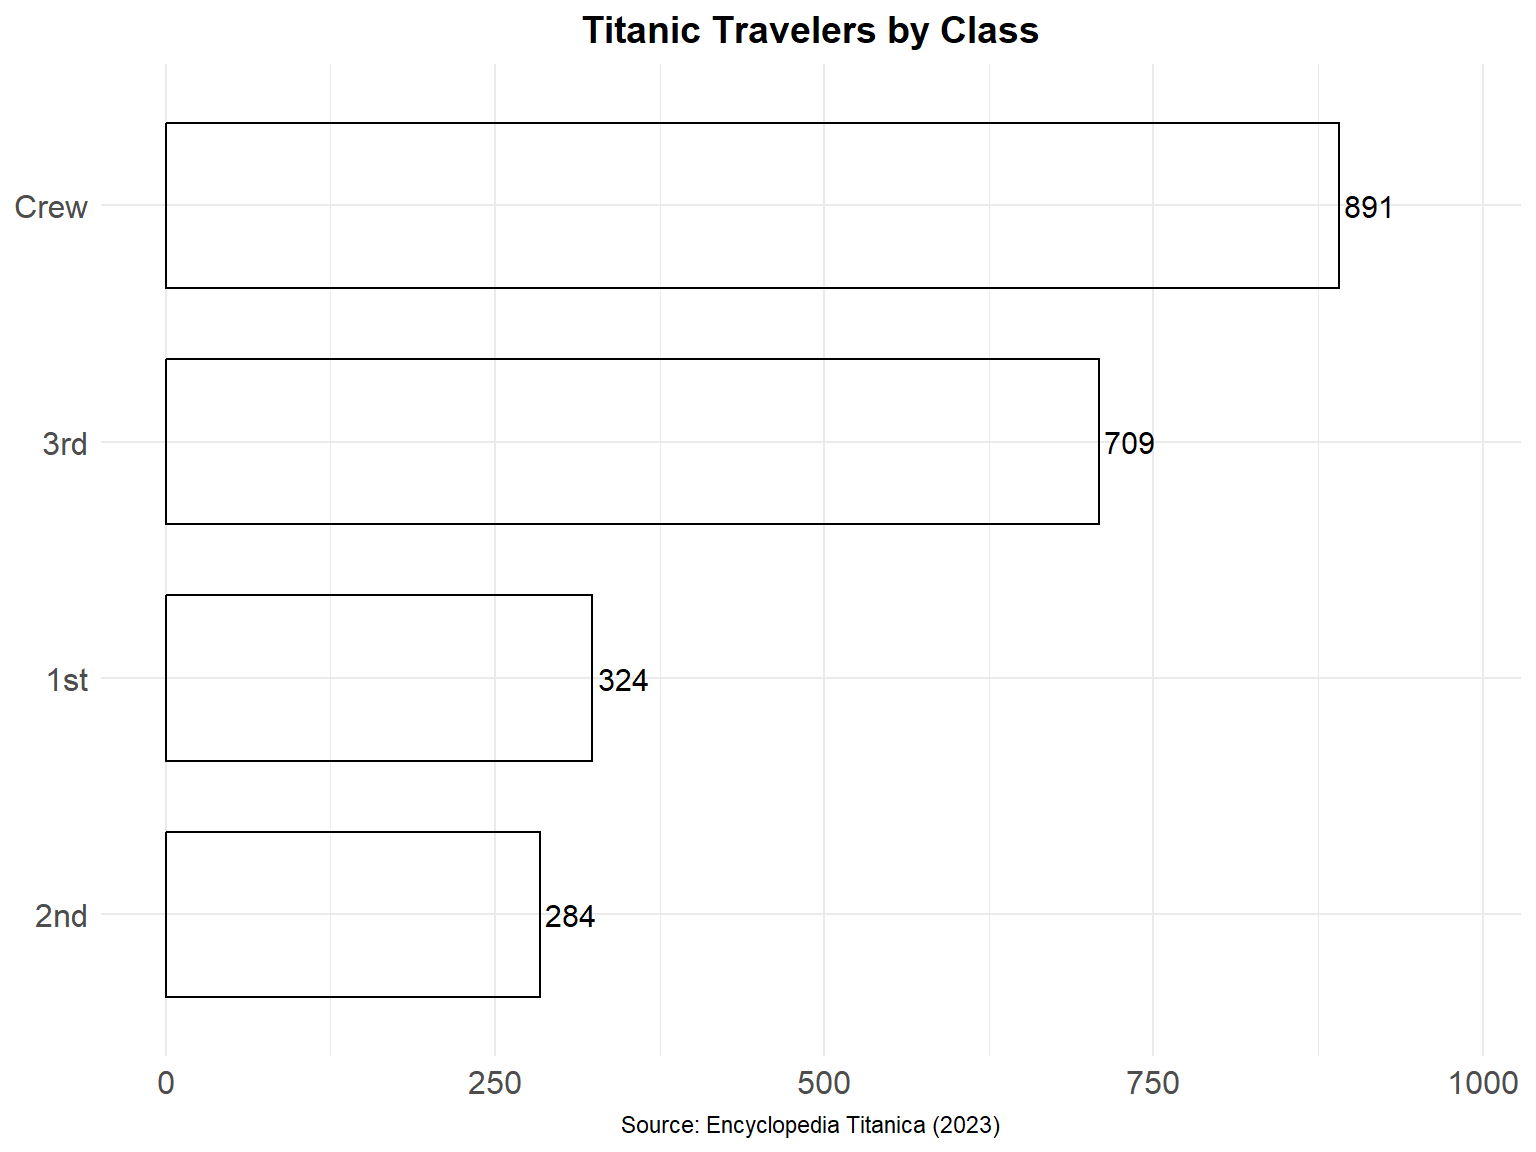 Titanic Travelers by Class
Crew
891
3rd
709
1st
324
2nd
284
0 250 500 750 1000
Source: Encyclopedia Titanica (2023)